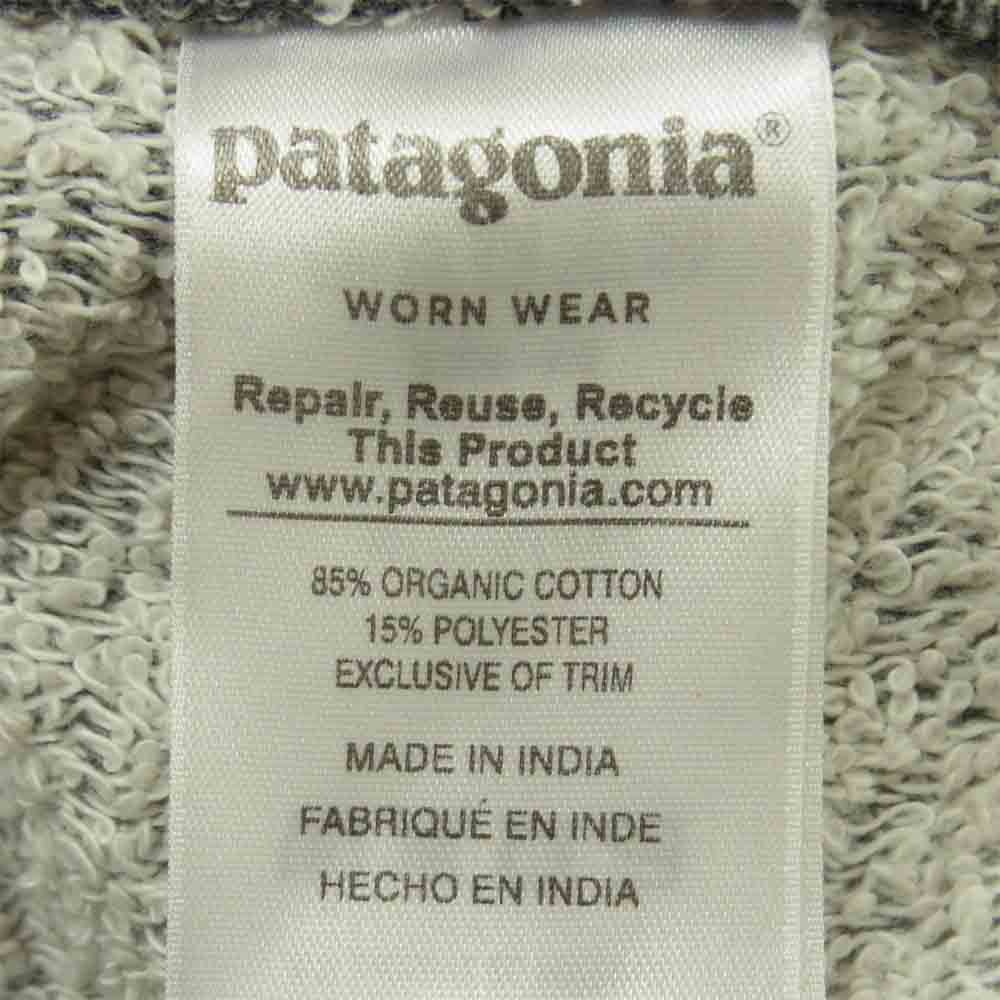 patagonia®
WORN WEAR
Repair, Reuse, Recycle
This Product
www.patagonia.com
85% ORGANIC COTTON
15% POLYESTER
EXCLUSIVE OF TRIM
MADE IN INDIA
FABRIQUÉ EN INDE
HECHO EN INDIA